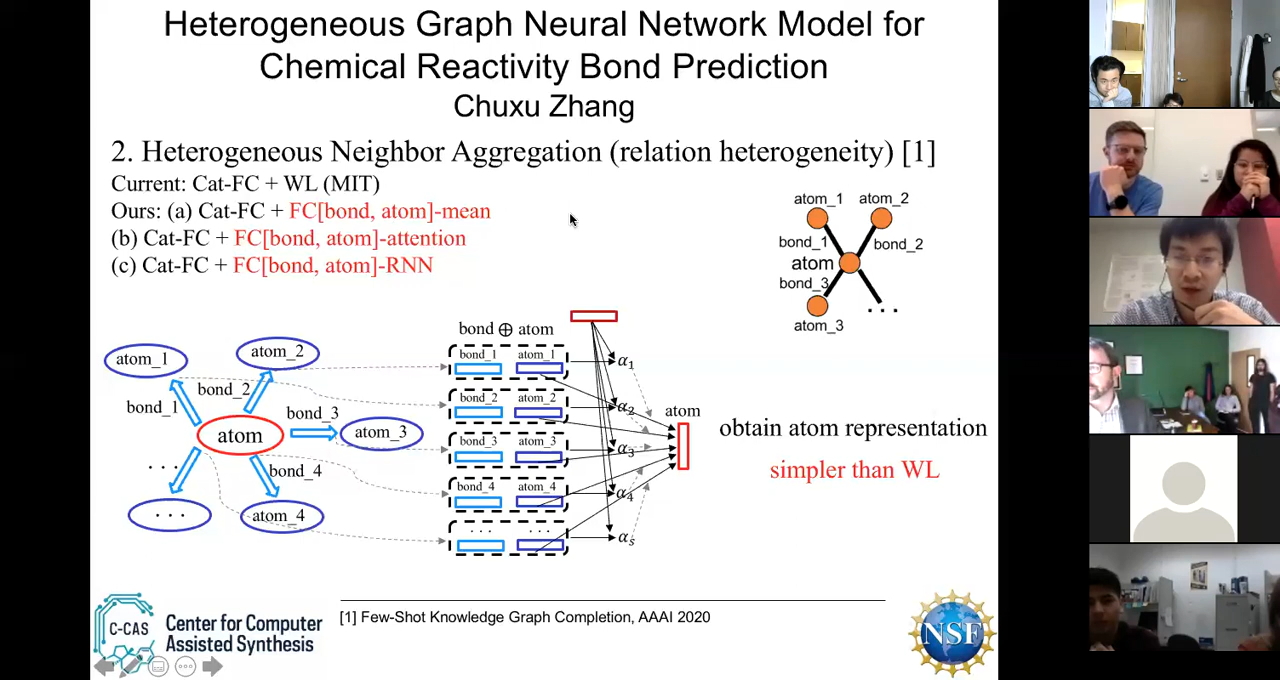 Heterogeneous Graph Neural Network Model for
Chemical Reactivity Bond Prediction
Chuxu Zhang
2. Heterogeneous Neighbor Aggregation (relation heterogeneity) [1]
Current: Cat-FC + WL (MIT)
Ours: (a) Cat-FC + FC[bond, atom]-mean
(b) Cat-FC + FC[bond, atom]-attention
(c) Cat-FC + FC[bond, atom]-RNN
atom_1 atom_2
bond_1 bond_2
atom
bond_3
atom_3
. . .
atom_1
atom_2
bond_2
bond_1
bond_3
atom
atom_3
. . .
bond_4
. . .
atom_4
bond ⊕ atom
bond_1 atom_1
bond_2 atom_2
bond_3 atom_3
bond_4 atom_4
. . . . . .
α₁
α₂
α₃
α₄
αₛ
atom
obtain atom representation
simpler than WL
C-CAS
Center for Computer
Assisted Synthesis
[1] Few-Shot Knowledge Graph Completion, AAAI 2020
NSF